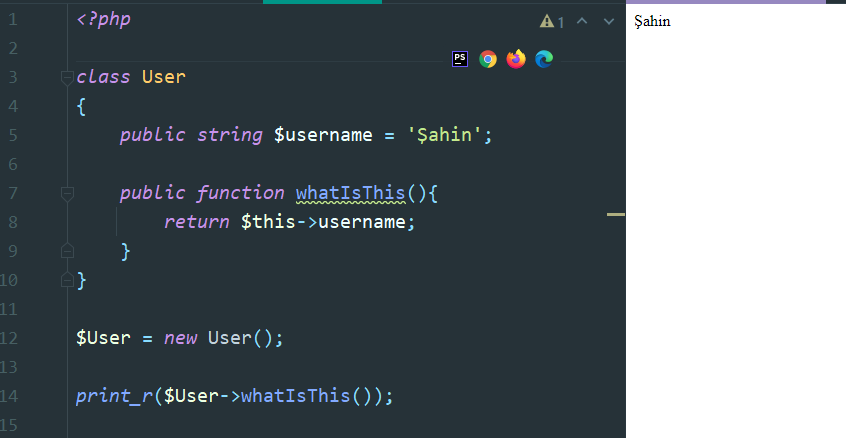 1 <?php
2
3 class User
4 {
5 public string $username = 'Şahin';
6
7 public function whatIsThis(){
8 return $this->username;
9 }
10 }
11
12 $User = new User();
13
14 print_r($User->whatIsThis());
15
1
PS
Şahin